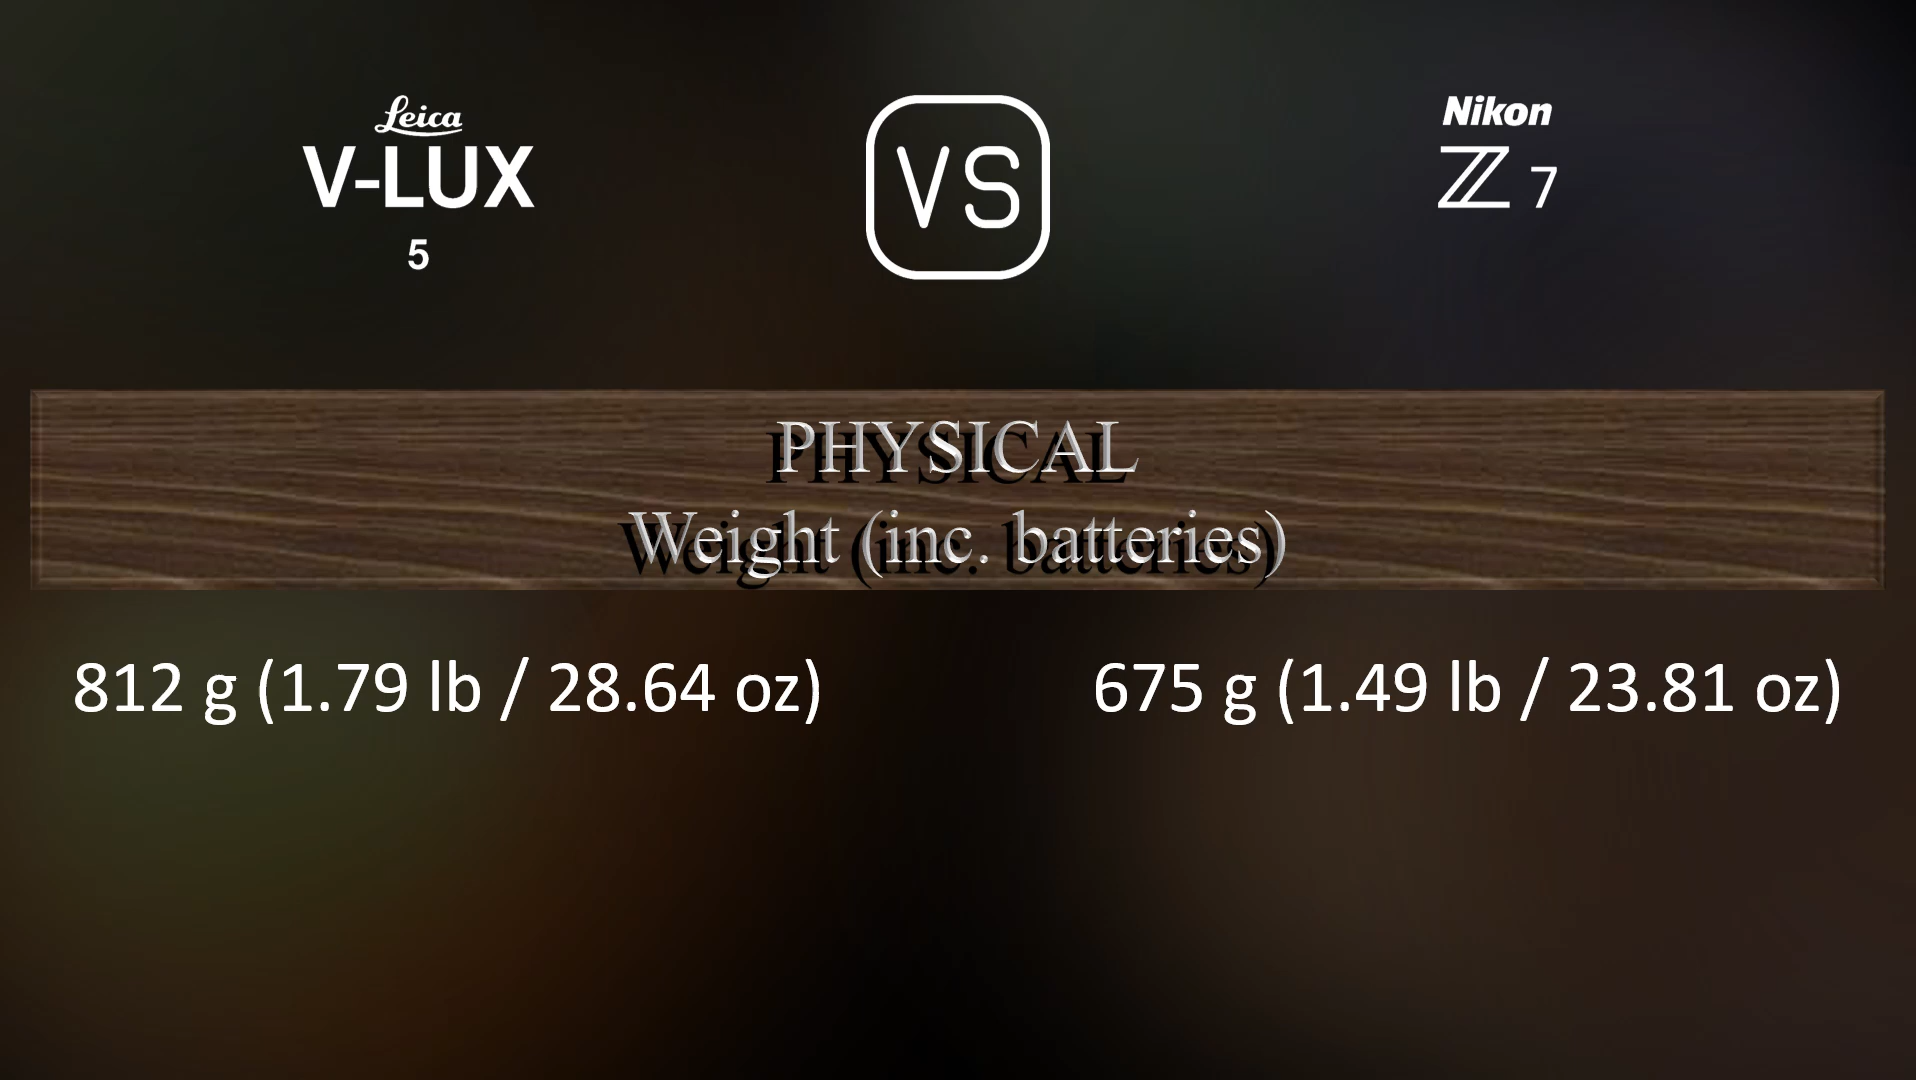 Leica
V-LUX
5
VS
Nikon
Z 7
PHYSICAL
Weight (inc. batteries)
812 g (1.79 lb / 28.64 oz)
675 g (1.49 lb / 23.81 oz)